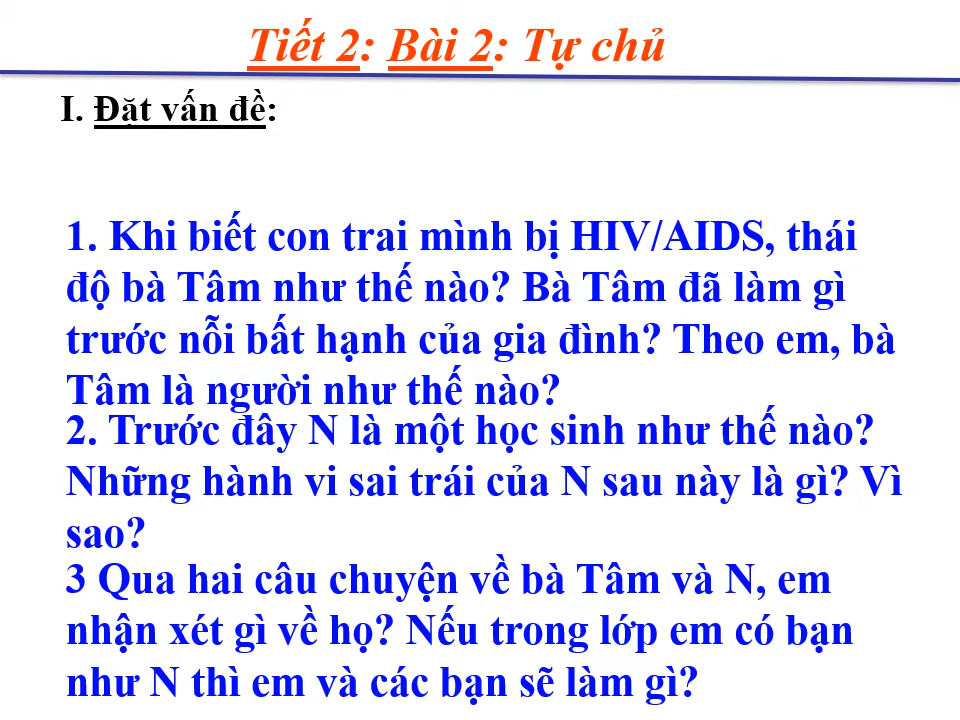 Tiết 2: Bài 2: Tự chủ
I. Đặt vấn đề:
1. Khi biết con trai mình bị HIV/AIDS, thái
độ bà Tâm như thế nào? Bà Tâm đã làm gì
trước nỗi bất hạnh của gia đình? Theo em, bà
Tâm là người như thế nào?
2. Trước đây N là một học sinh như thế nào?
Những hành vi sai trái của N sau này là gì? Vì
sao?
3 Qua hai câu chuyện về bà Tâm và N, em
nhận xét gì về họ? Nếu trong lớp em có bạn
như N thì em và các bạn sẽ làm gì?